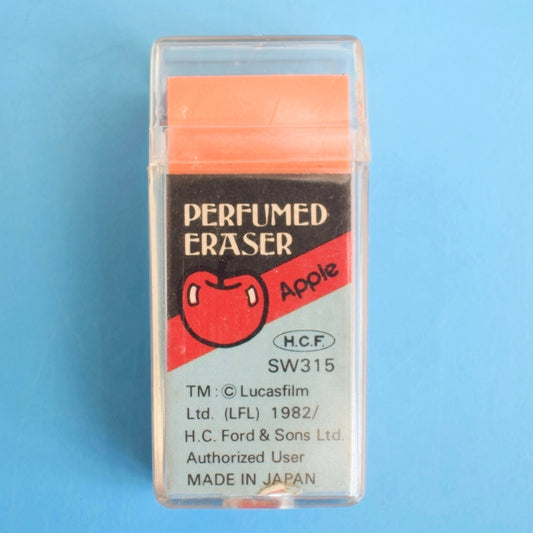 PERFUMED
ERASER
Apple
H.C.F.
SW315
TM: © Lucasfilm
Ltd. (LFL) 1982/
H.C. Ford & Sons Ltd.
Authorized User
MADE IN JAPAN